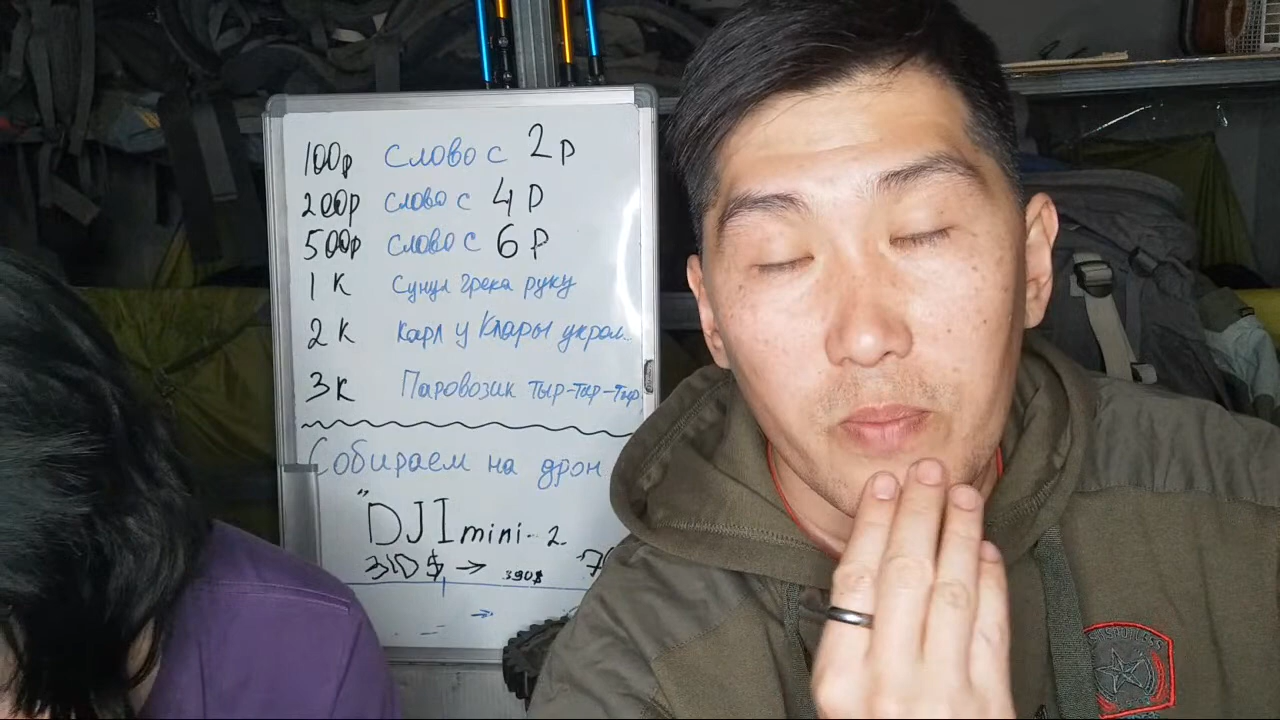 100р слово с 2 Р
200р слово с 4 Р
500р слово с 6 Р
1 К Сунул грека руку
2 К Карл у Клары украл..
3 К Паровозик тыр-тыр-тыр
Собираем на дрон
"DJI mini-2
310$ → 390$